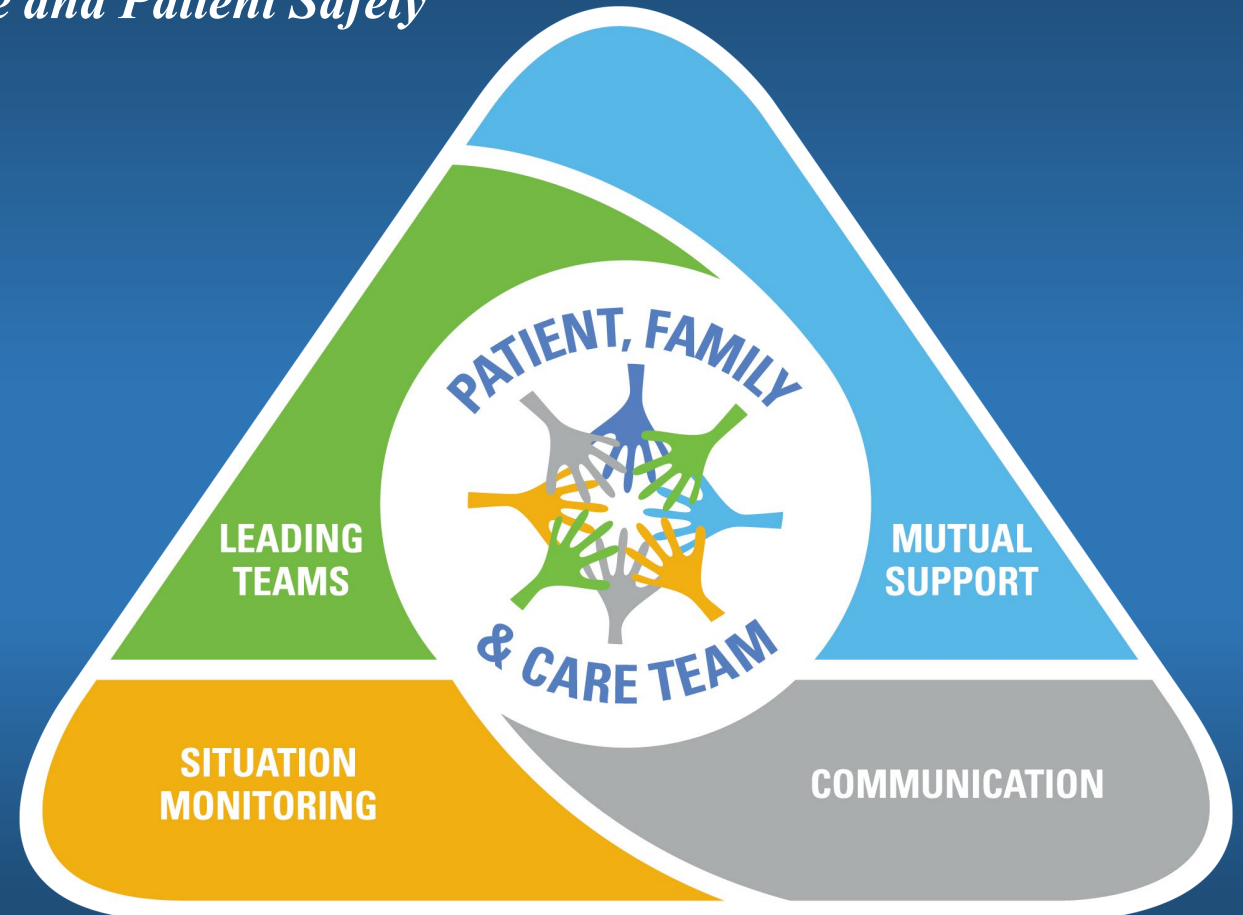 and Patient Safety
PATIENT, FAMILY
LEADING
TEAMS
MUTUAL
SUPPORT
& CARE TEAM
SITUATION
MONITORING
COMMUNICATION